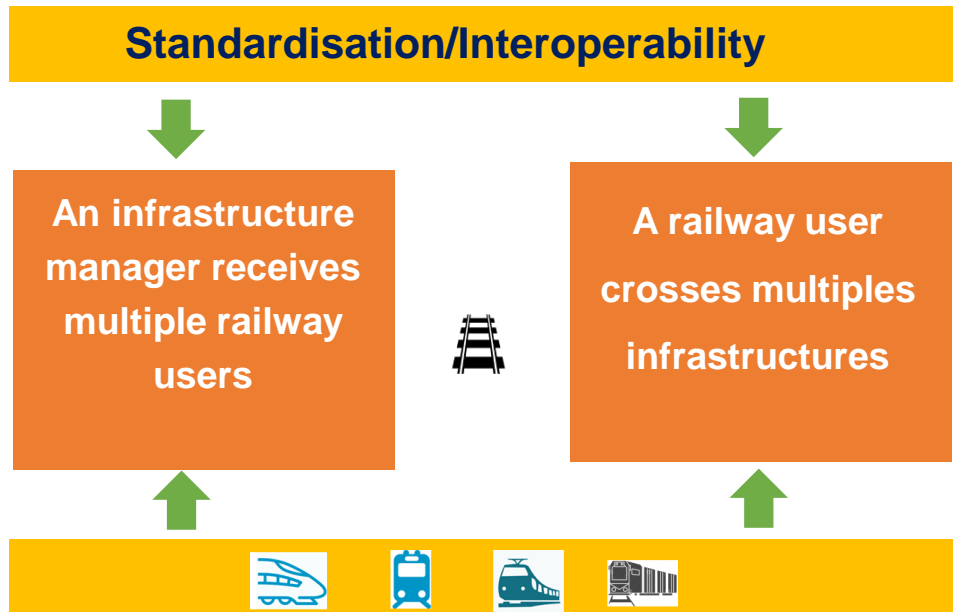 Standardisation/Interoperability
An infrastructure
manager receives
multiple railway
users
A railway user
crosses multiples
infrastructures